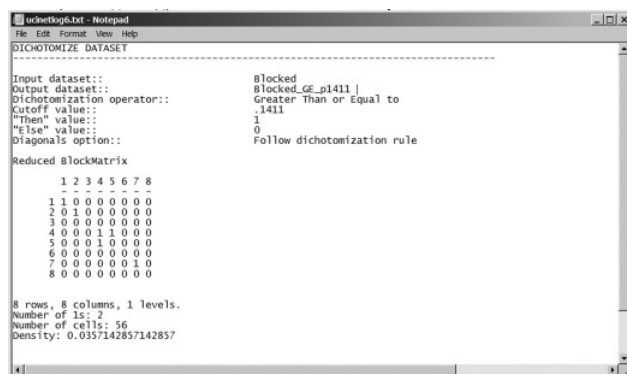 ucinetlog6.txt - Notepad
File Edit Format View Help
DICHOTOMIZE DATASET
--------------------------------------------------------------------------------
Input dataset:: Blocked
Output dataset:: Blocked_GE_p1411
Dichotomization operator:: Greater Than or Equal to
Cutoff value:: .1411
"Then" value:: 1
"Else" value:: 0
Diagonals option:: Follow dichotomization rule
Reduced BlockMatrix
1 2 3 4 5 6 7 8
- - - - - - - -
1 1 0 0 0 0 0 0 0
2 0 1 0 0 0 0 0 0
3 0 0 0 0 0 0 0 0
4 0 0 0 1 1 0 0 0
5 0 0 0 1 0 0 0 0
6 0 0 0 0 0 0 0 0
7 0 0 0 0 0 0 1 0
8 0 0 0 0 0 0 0 0
8 rows, 8 columns, 1 levels.
Number of 1s: 2
Number of cells: 56
Density: 0.0357142857142857